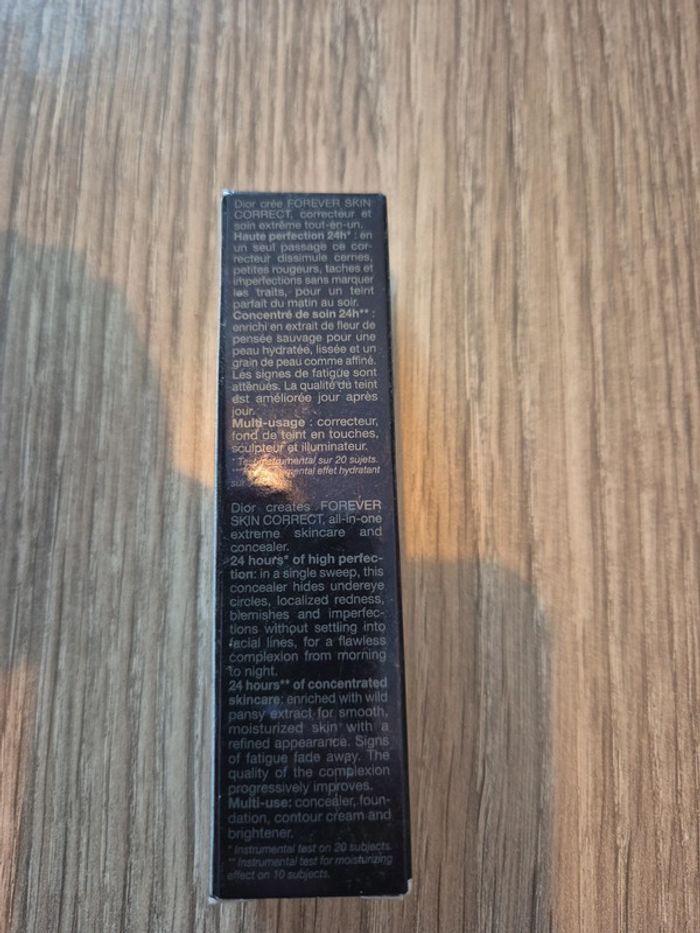 Dior crée FOREVER SKIN
CORRECT, correcteur et
soin extrême tout-en-un.
Haute perfection 24h* : en
un seul passage ce cor-
recteur dissimule cernes,
petites rougeurs, taches et
imperfections sans marquer
les traits, pour un teint
parfait du matin au soir.
Concentré de soin 24h** :
enrichi en extrait de fleur de
pensée sauvage pour une
peau hydratée, lissée et un
grain de peau comme affiné.
Les signes de fatigue sont
atténués. La qualité du teint
est améliorée jour après
jour.
Multi-usage : correcteur,
fond de teint en touches,
sculpteur et illuminateur.
* Test instrumental sur 20 sujets.
effet hydratant
sur
Dior creates FOREVER
SKIN CORRECT, all-in-one
extreme skincare and
concealer.
24 hours* of high perfec-
tion: in a single sweep, this
concealer hides undereye
circles, localized redness,
blemishes and imperfec-
tions without settling into
facial lines, for a flawless
complexion from morning
to night.
24 hours** of concentrated
skincare: enriched with wild
pansy extract for smooth,
moisturized skin with a
refined appearance. Signs
of fatigue fade away. The
quality of the complexion
progressively improves.
Multi-use: concealer, foun-
dation, contour cream and
brightener.
* Instrumental test on 20 subjects.
** Instrumental test for moisturizing
effect on 10 subjects.